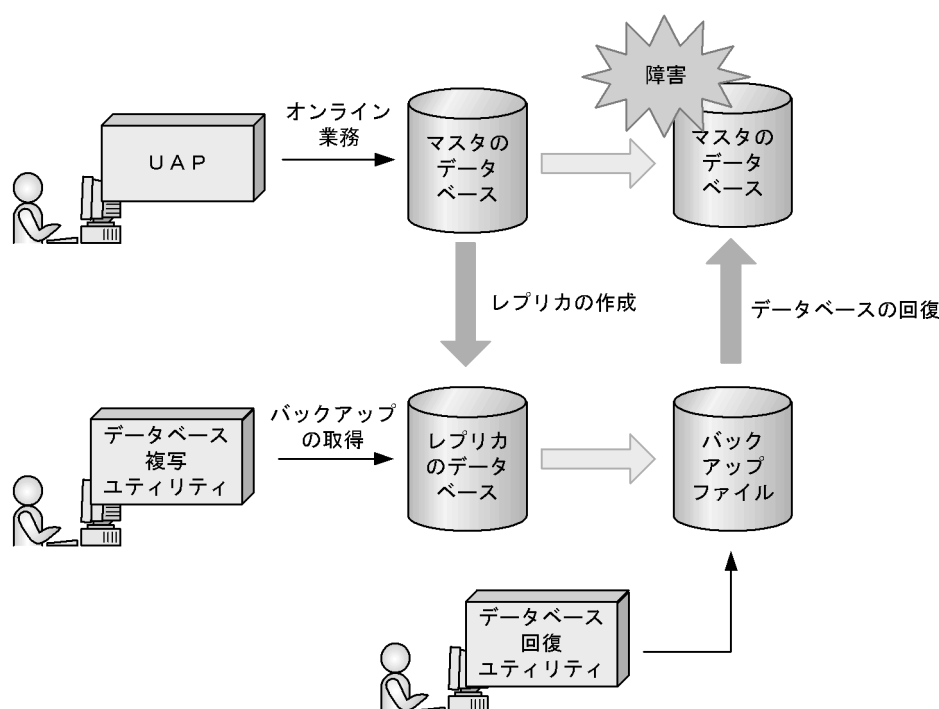 障害
オンライン
業務
UAP
マスタの
データ
ベース
マスタの
データ
ベース
レプリカの作成
データベースの回復
バックアップ
の取得
データベース
複写
ユティリティ
レプリカ
のデータ
ベース
バック
アップ
ファイル
データベース
回復
ユティリティ